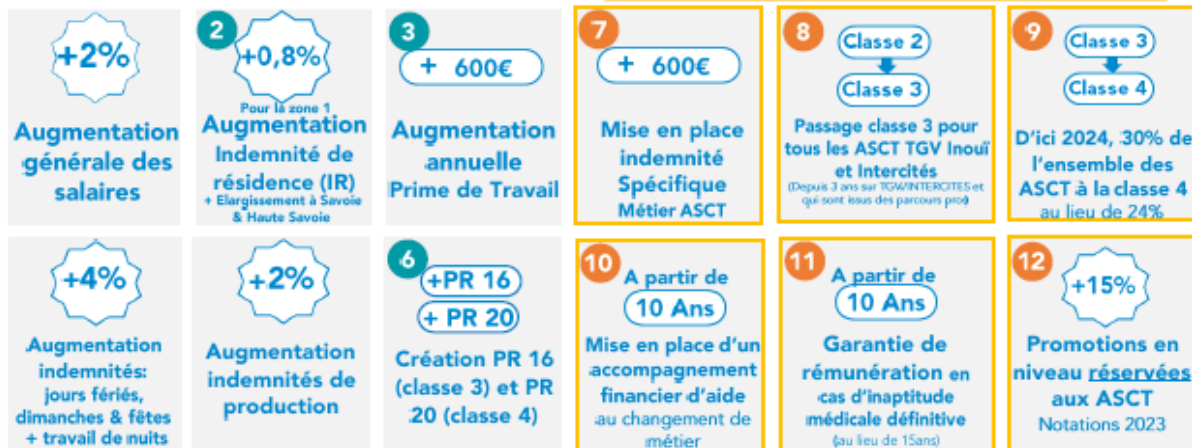 +2%
Augmentation
générale des
salaires
2
+0,8%
Pour la zone 1
Augmentation
Indemnité de
résidence (IR)
+ Elargissement à Savoie
& Haute Savoie
3
+ 600€
Augmentation
annuelle
Prime de Travail
7
+ 600€
Mise en place
indemnité
Spécifique
Métier ASCT
8
Classe 2
Classe 3
Passage classe 3 pour
tous les ASCT TGV Inouï
et Intercités
(Depuis 3 ans sur TGV/INTERCITES et
qui sont issus des parcours pro)
9
Classe 3
Classe 4
D'ici 2024, 30% de
l'ensemble des
ASCT à la classe 4
au lieu de 24%
+4%
Augmentation
indemnités:
jours fériés,
dimanches & fêtes
+ travail de nuits
+2%
Augmentation
indemnités de
production
6
+PR 16
+ PR 20
Création PR 16
(classe 3) et PR
20 (classe 4)
10
A partir de
10 Ans
Mise en place d'un
accompagnement
financier d'aide
au changement de
métier
11
A partir de
10 Ans
Garantie de
rémunération en
cas d'inaptitude
médicale définitive
(au lieu de 15ans)
12
+15%
Promotions en
niveau réservées
aux ASCT
Notations 2023